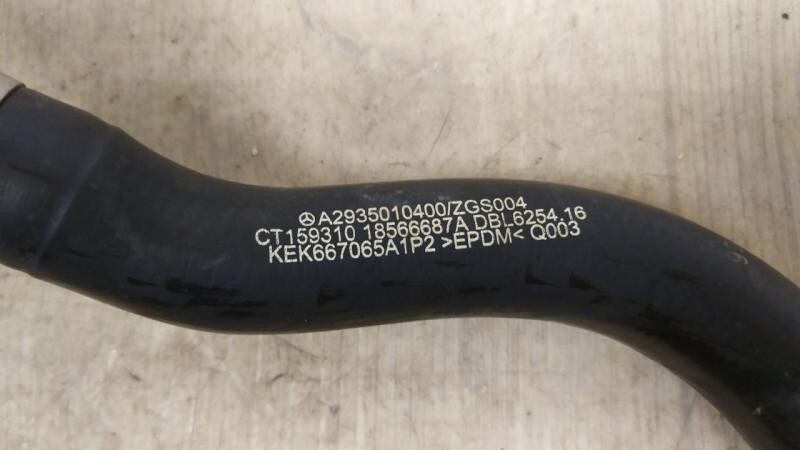 A2935010400/ZGS004
CT159310 18566687A DBL6254.16
KEK667065A1P2 >EPDM< Q003